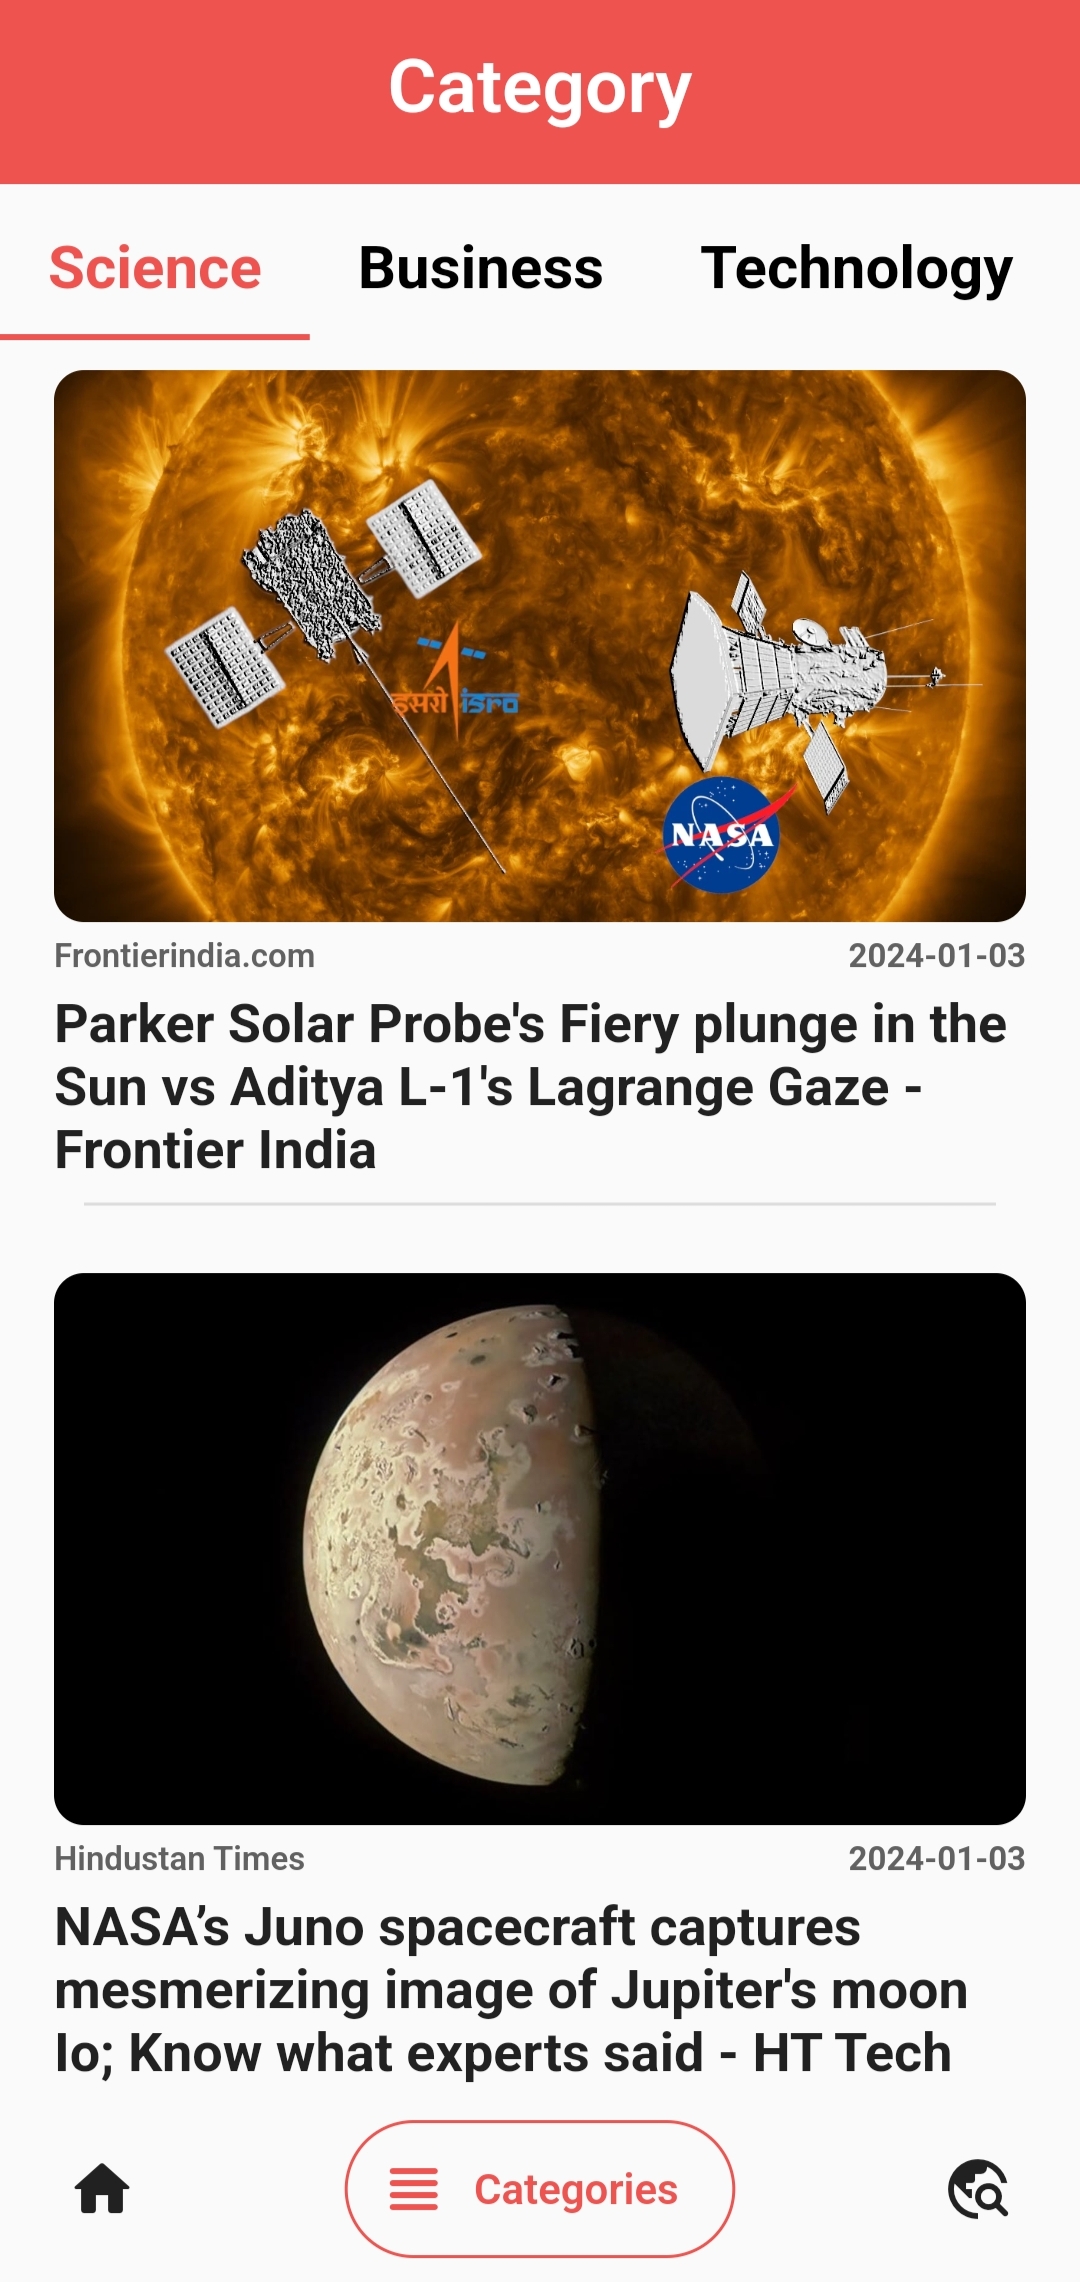 Category
Science Business Technology
इसरो isro
NASA
Frontierindia.com 2024-01-03
Parker Solar Probe's Fiery plunge in the
Sun vs Aditya L-1's Lagrange Gaze -
Frontier India
Hindustan Times 2024-01-03
NASA’s Juno spacecraft captures
mesmerizing image of Jupiter's moon
Io; Know what experts said - HT Tech
Categories